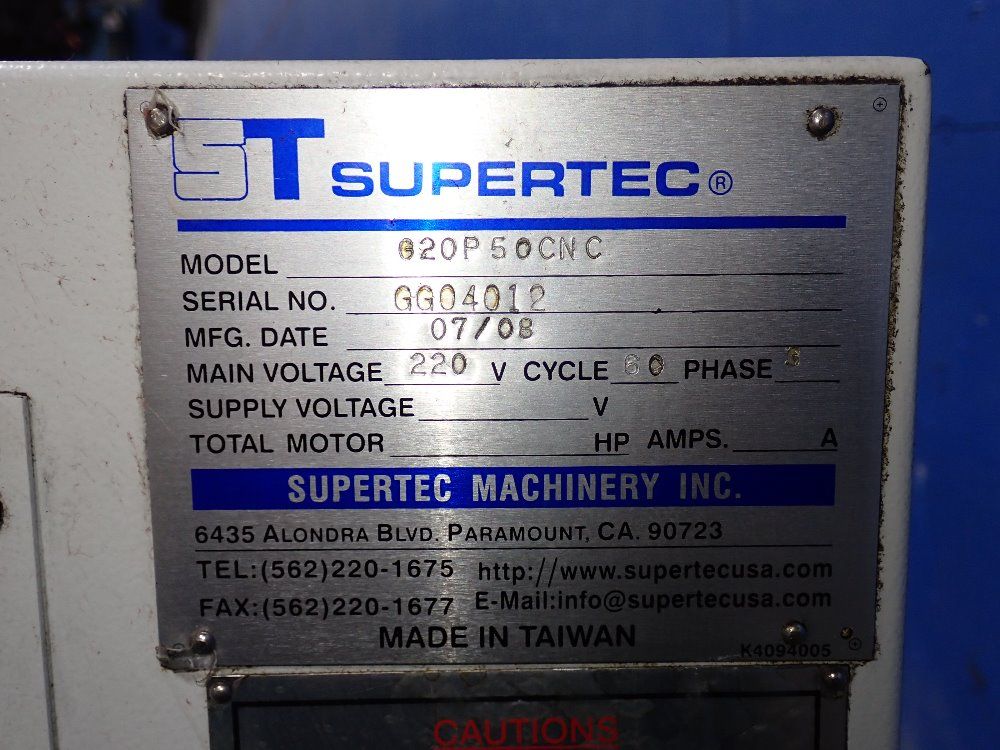 ST SUPERTEC®
MODEL G20P50CNC
SERIAL NO. GG04012
MFG. DATE 07/08
MAIN VOLTAGE 220 V CYCLE 60 PHASE 3
SUPPLY VOLTAGE V
TOTAL MOTOR HP AMPS. A
SUPERTEC MACHINERY INC.
6435 ALONDRA BLVD. PARAMOUNT, CA. 90723
TEL:(562)220-1675 http://www.supertecusa.com
FAX:(562)220-1677 E-Mail:info@supertecusa.com
MADE IN TAIWAN
K4094005
CAUTIONS